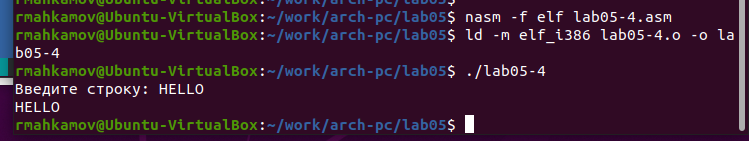 rmahkamov@Ubuntu-VirtualBox:~/work/arch-pc/lab05$ nasm -f elf lab05-4.asm
rmahkamov@Ubuntu-VirtualBox:~/work/arch-pc/lab05$ ld -m elf_i386 lab05-4.o -o la
b05-4
rmahkamov@Ubuntu-VirtualBox:~/work/arch-pc/lab05$ ./lab05-4
Введите строку: HELLO
HELLO
rmahkamov@Ubuntu-VirtualBox:~/work/arch-pc/lab05$